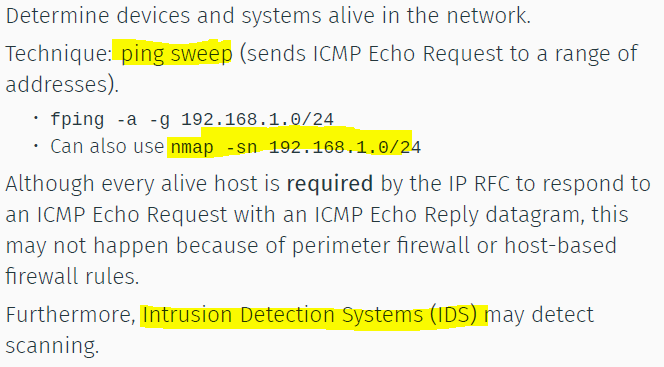 Determine devices and systems alive in the network.
Technique: ping sweep (sends ICMP Echo Request to a range of
addresses).
• fping -a -g 192.168.1.0/24
• Can also use nmap -sn 192.168.1.0/24
Although every alive host is required by the IP RFC to respond to
an ICMP Echo Request with an ICMP Echo Reply datagram, this
may not happen because of perimeter firewall or host-based
firewall rules.
Furthermore, Intrusion Detection Systems (IDS) may detect
scanning.